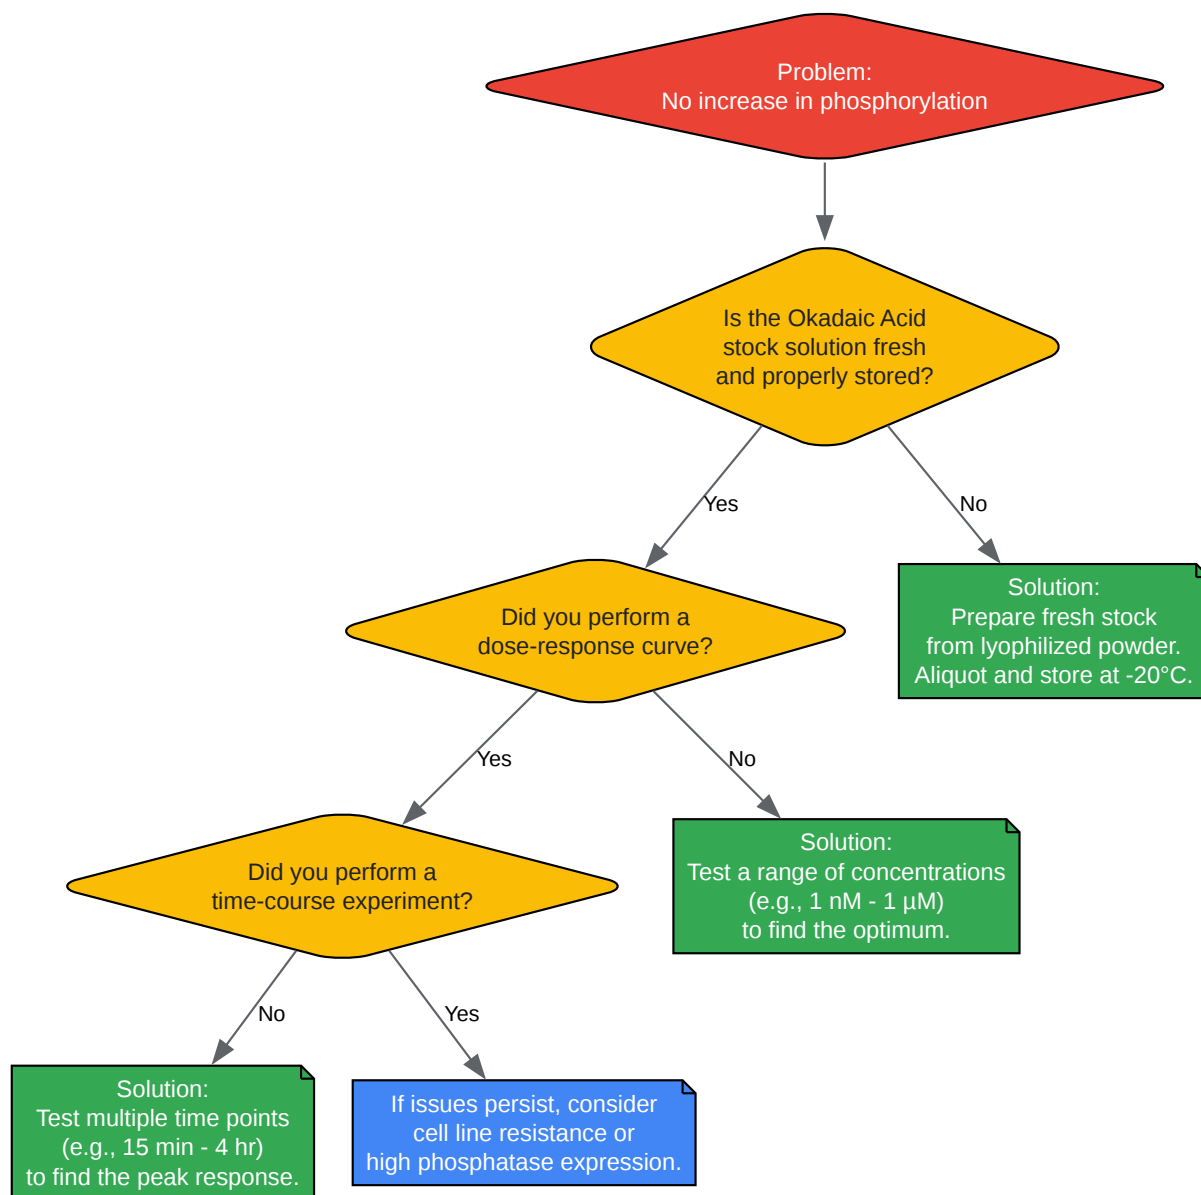 Problem:
No increase in phosphorylation
Is the Okadaic Acid
stock solution fresh
and properly stored?
Yes
No
Did you perform a
dose-response curve?
Solution:
Prepare fresh stock
from lyophilized powder.
Aliquot and store at -20°C.
Yes
No
Did you perform a
time-course experiment?
Solution:
Test a range of concentrations
(e.g., 1 nM - 1 µM)
to find the optimum.
No
Yes
Solution:
Test multiple time points
(e.g., 15 min - 4 hr)
to find the peak response.
If issues persist, consider
cell line resistance or
high phosphatase expression.